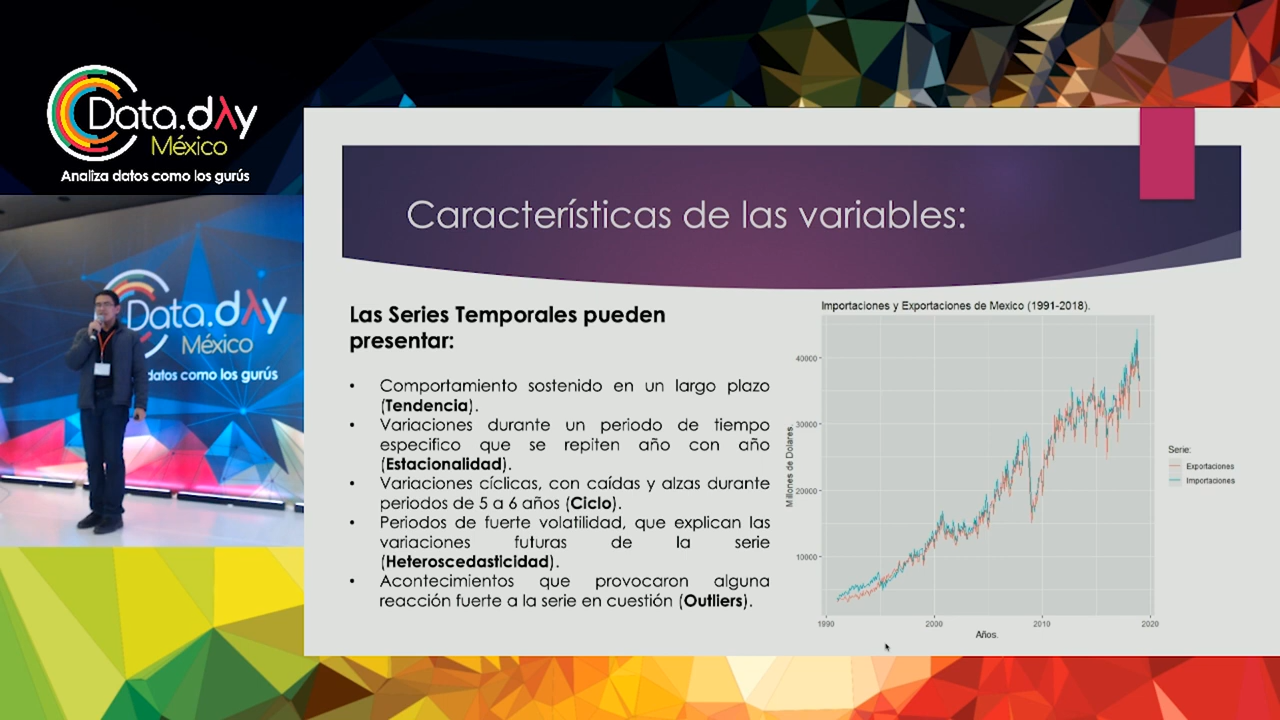 Data.dλy
México
Analiza datos como los gurús
Data.dλy
México
datos como los gurús
Características de las variables:
Las Series Temporales pueden
presentar:
• Comportamiento sostenido en un largo plazo
(Tendencia).
• Variaciones durante un periodo de tiempo
especifico que se repiten año con año
(Estacionalidad).
• Variaciones cíclicas, con caídas y alzas durante
periodos de 5 a 6 años (Ciclo).
• Periodos de fuerte volatilidad, que explican las
variaciones futuras de la serie
(Heteroscedasticidad).
• Acontecimientos que provocaron alguna
reacción fuerte a la serie en cuestión (Outliers).
Importaciones y Exportaciones de Mexico (1991-2018).
Millones de Dolares.
40000
30000
20000
10000
1990
2000
2010
2020
Años.
Serie:
Exportaciones
Importaciones